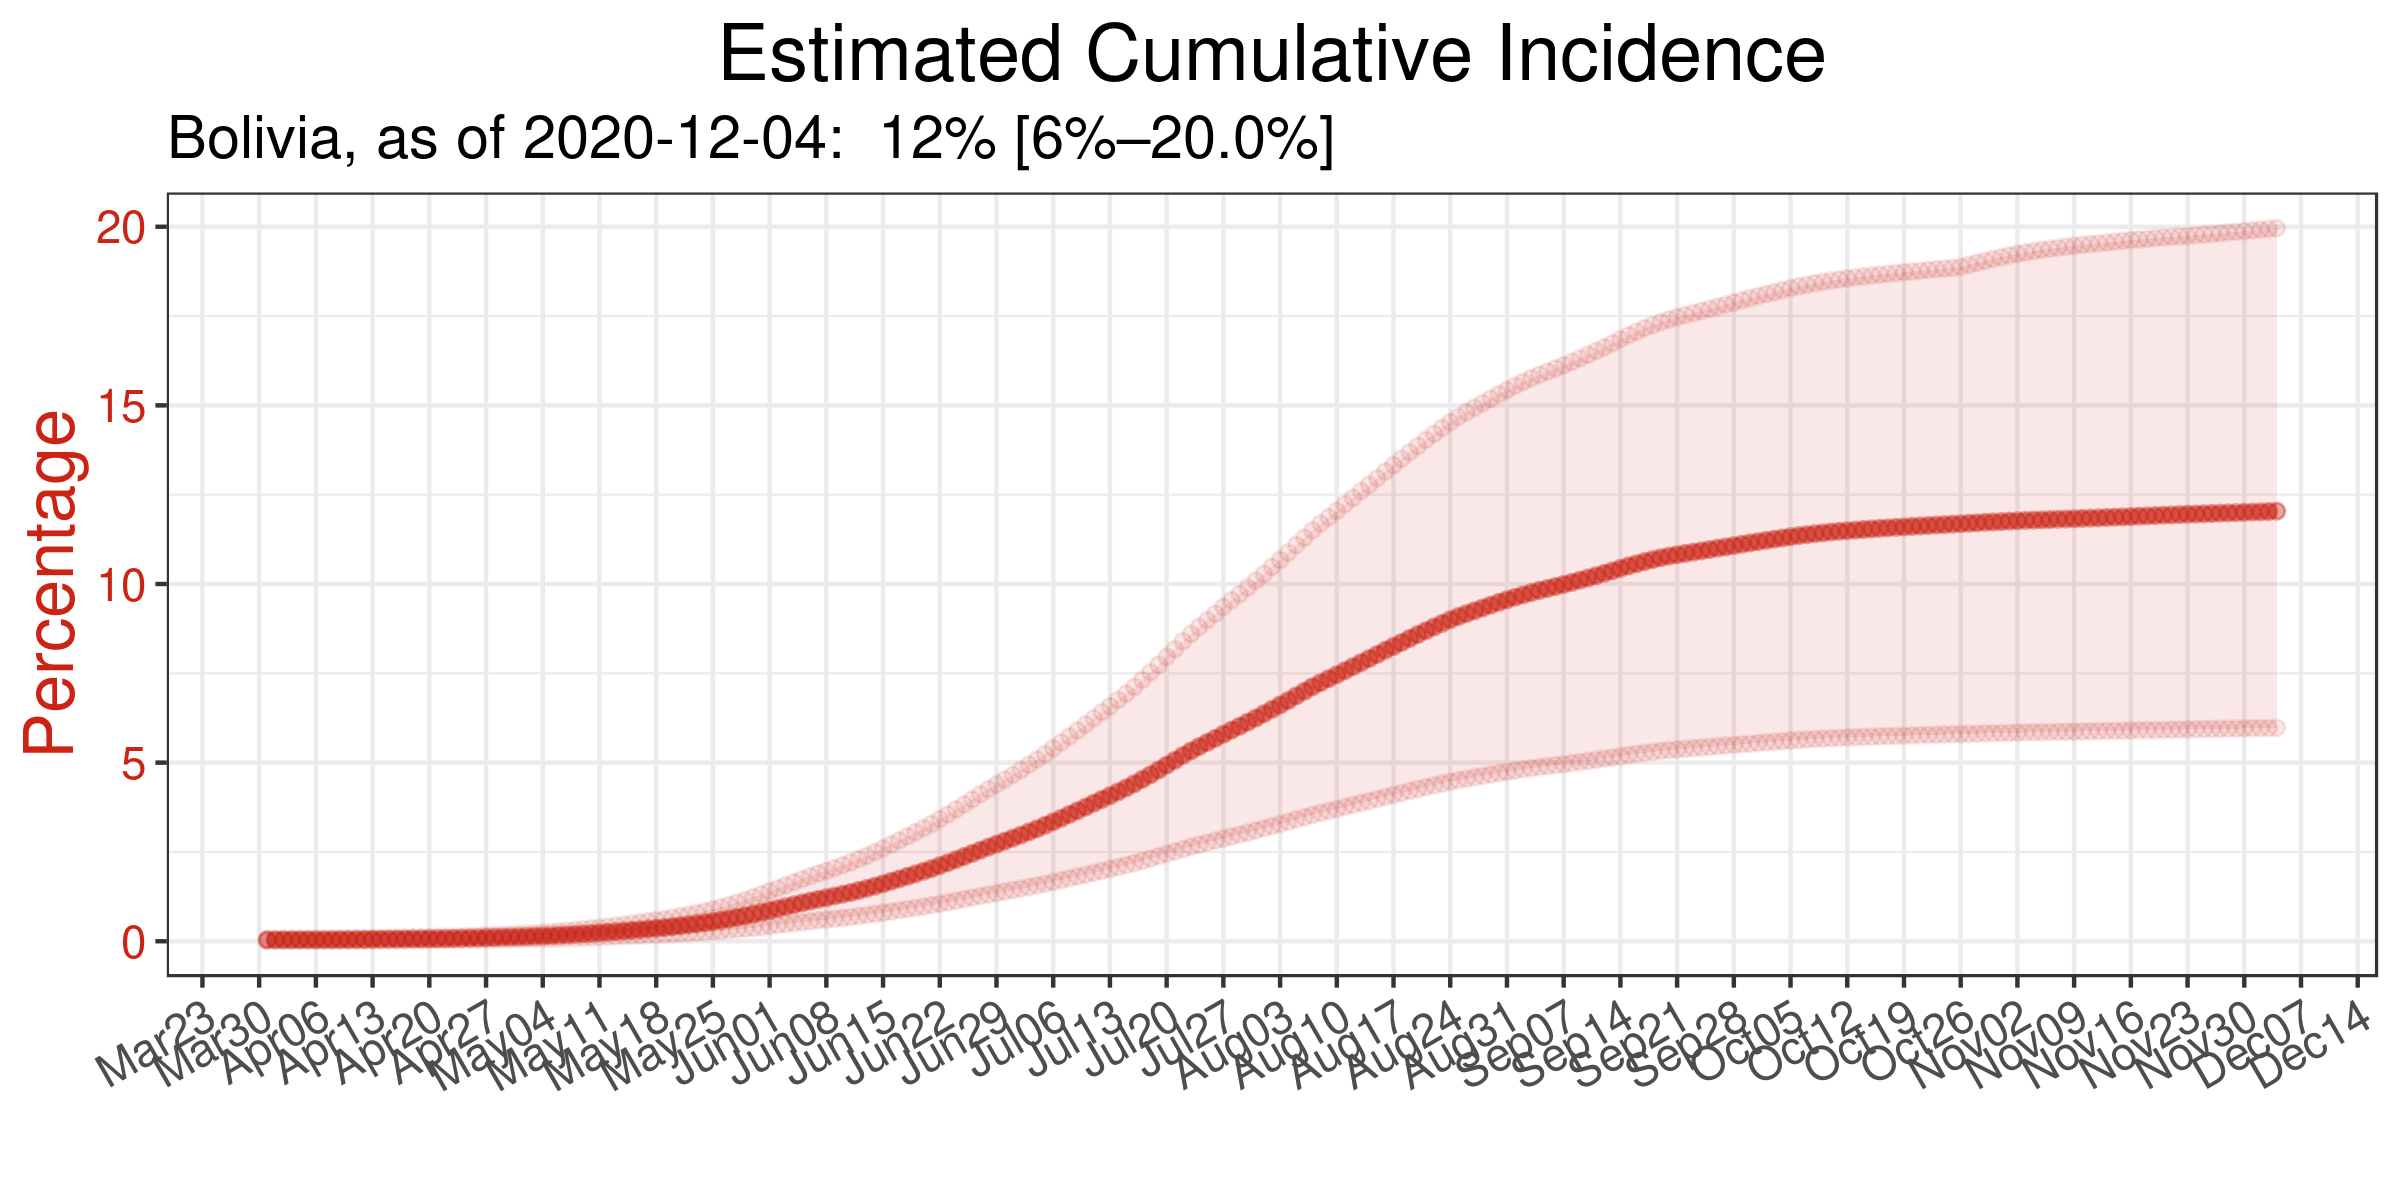 Estimated Cumulative Incidence
Bolivia, as of 2020-12-04:  12% [6%–20.0%]
Percentage
20
15
10
5
0
Mar23
Mar30
Apr06
Apr13
Apr20
Apr27
May04
May11
May18
May25
Jun01
Jun08
Jun15
Jun22
Jun29
Jul06
Jul13
Jul20
Jul27
Aug03
Aug10
Aug17
Aug24
Aug31
Sep07
Sep14
Sep21
Sep28
Oct05
Oct12
Oct19
Oct26
Nov02
Nov09
Nov16
Nov23
Nov30
Dec07
Dec14